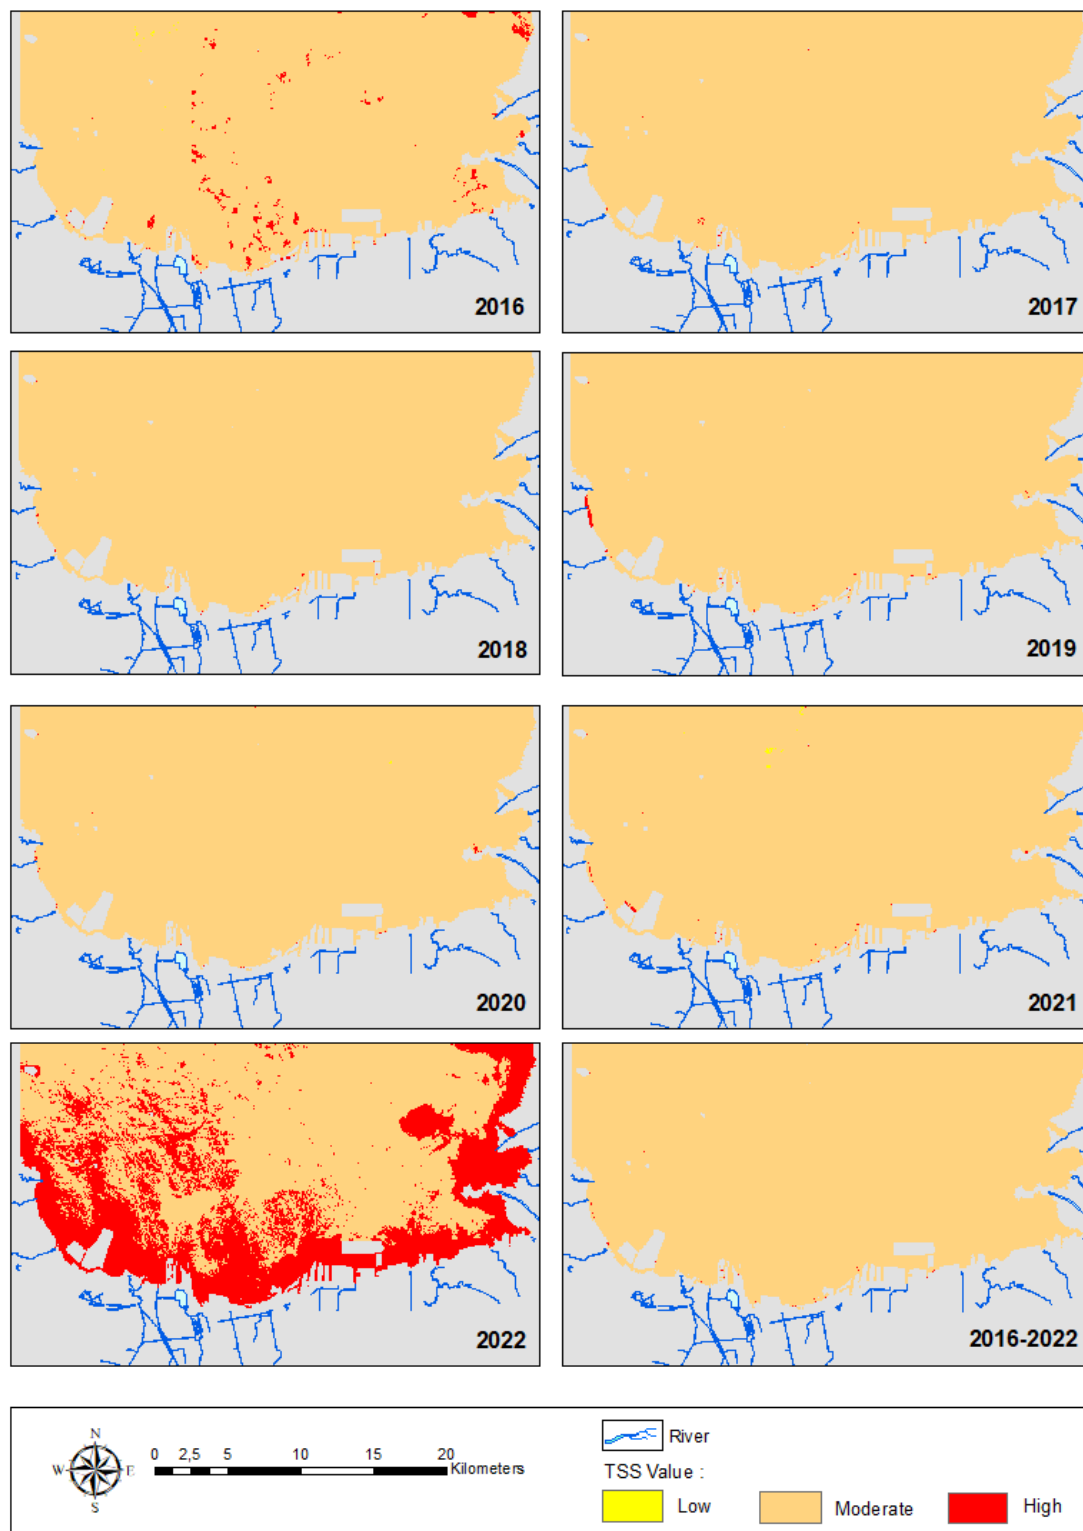 2016
2017
2018
2019
2020
2021
2022
2016-2022
N
W E
S
0 2,5 5 10 15 20
Kilometers
River
TSS Value :
Low Moderate High